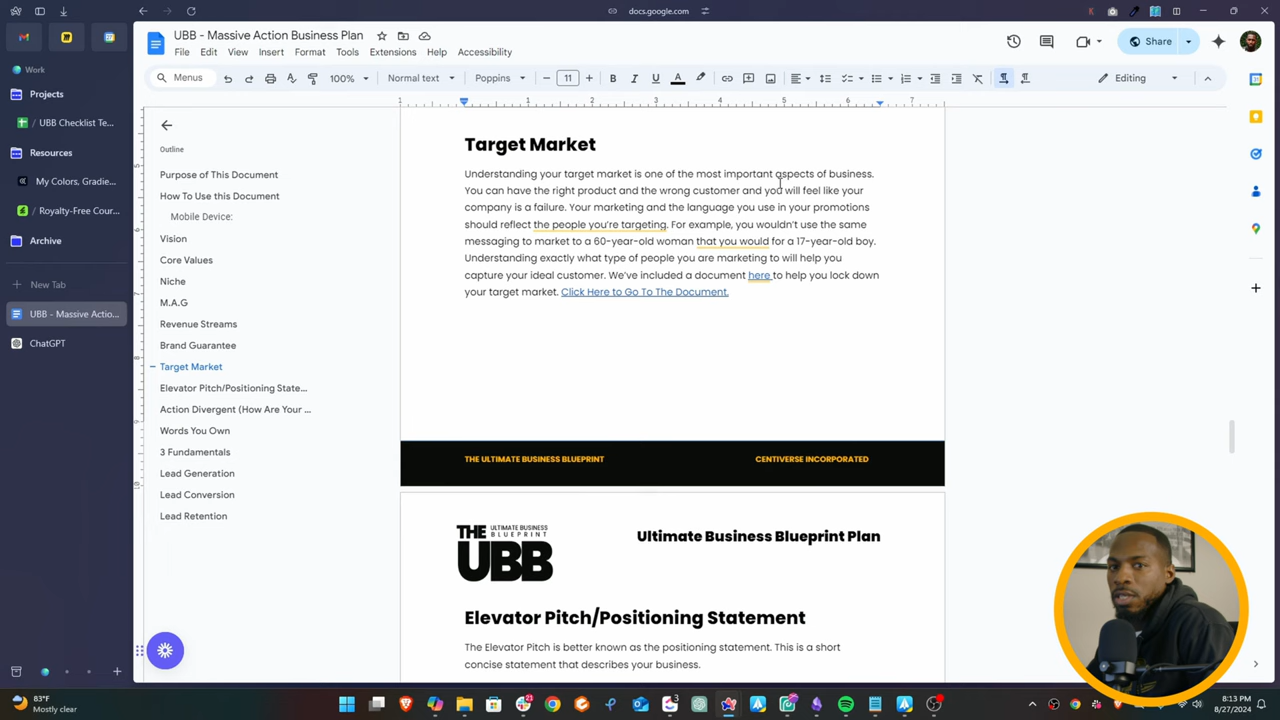 docs.google.com
UBB - Massive Action Business Plan
File Edit View Insert Format Tools Extensions Help Accessibility
Share
Menus
100%
Normal text
Poppins
11
Editing
Work
Projects
/ UBB Checklist Te...
Resources
/ My Colors, Gradie...
/ Royalty-Free Cour...
Archive
New Tab
UBB - Massive Actio...
ChatGPT
Outline
Purpose of This Document
How To Use this Document
Mobile Device:
Vision
Core Values
Niche
M.A.G
Revenue Streams
Brand Guarantee
Target Market
Elevator Pitch/Positioning State...
Action Divergent (How Are Your ...
Words You Own
3 Fundamentals
Lead Generation
Lead Conversion
Lead Retention
1 1 2 3 4 5 6 7
Target Market
Understanding your target market is one of the most important aspects of business.
You can have the right product and the wrong customer and you will feel like your
company is a failure. Your marketing and the language you use in your promotions
should reflect the people you're targeting. For example, you wouldn't use the same
messaging to market to a 60-year-old woman that you would for a 17-year-old boy.
Understanding exactly what type of people you are marketing to will help you
capture your ideal customer. We've included a document here to help you lock down
your target market. Click Here to Go To The Document.
THE ULTIMATE BUSINESS BLUEPRINT CENTIVERSE INCORPORATED
THE ULTIMATE BUSINESS BLUEPRINT
UBB
Ultimate Business Blueprint Plan
Elevator Pitch/Positioning Statement
The Elevator Pitch is better known as the positioning statement. This is a short
concise statement that describes your business.
83°F
Mostly clear
8:13 PM
8/27/2024